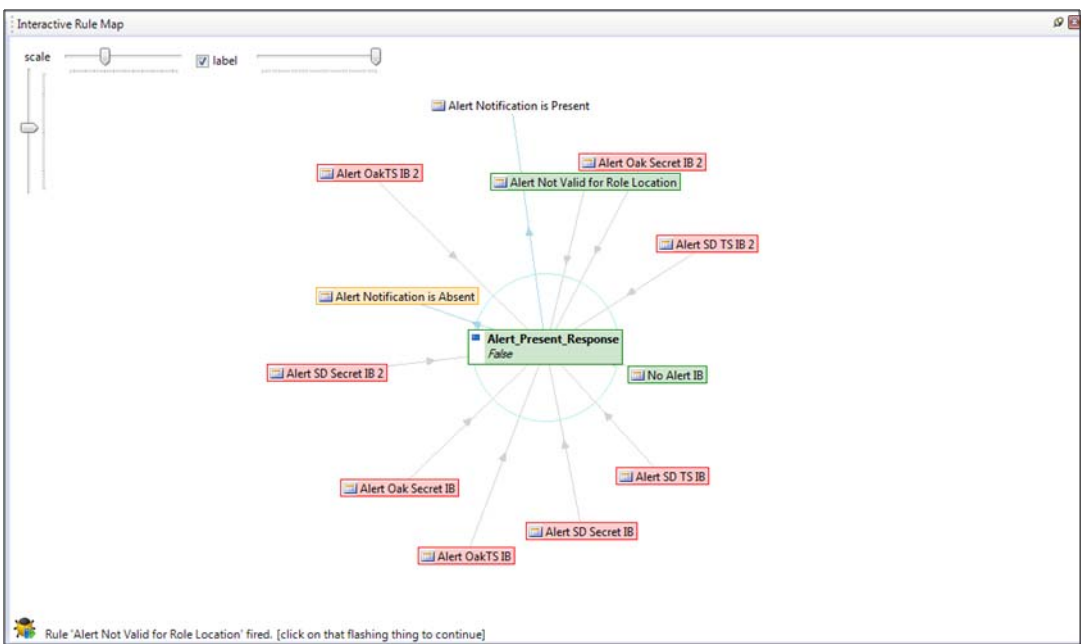 Interactive Rule Map
scale
label
Alert Notification is Present
Alert Oak Secret IB 2
Alert OakTS IB 2
Alert Not Valid for Role Location
Alert SD TS IB 2
Alert Notification is Absent
Alert_Present_Response
False
Alert SD Secret IB 2
No Alert IB
Alert SD TS IB
Alert Oak Secret IB
Alert SD Secret IB
Alert OakTS IB
Rule 'Alert Not Valid for Role Location' fired. [click on that flashing thing to continue]